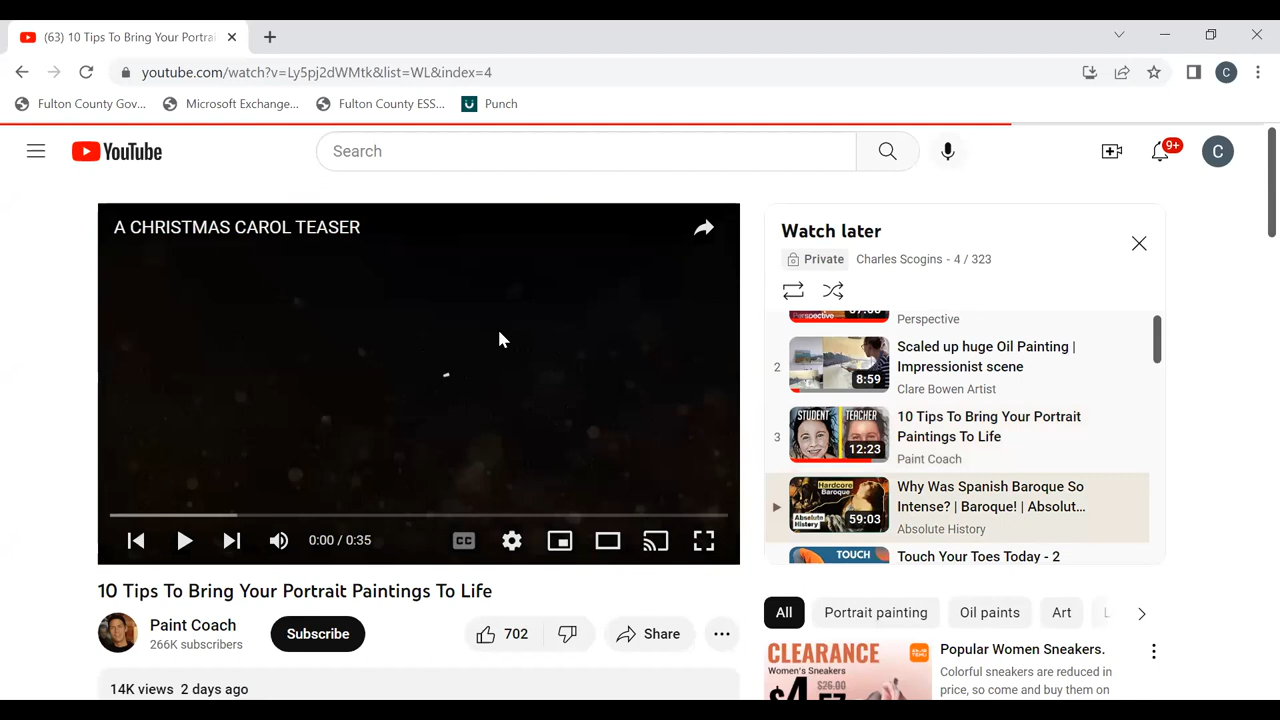 (63) 10 Tips To Bring Your Portrai
youtube.com/watch?v=Ly5pj2dWMtk&list=WL&index=4
C
Fulton County Gov...
Microsoft Exchange...
Fulton County ESS...
Punch
YouTube
Search
9+
C
A CHRISTMAS CAROL TEASER
0:00 / 0:35
CC
10 Tips To Bring Your Portrait Paintings To Life
Paint Coach
266K subscribers
Subscribe
702
Share
14K views 2 days ago
Watch later
Private
Charles Scogins - 4 / 323
Perspective
Perspective
2
8:59
Scaled up huge Oil Painting |
Impressionist scene
Clare Bowen Artist
3
STUDENT
TEACHER
12:23
10 Tips To Bring Your Portrait
Paintings To Life
Paint Coach
Hardcore
Baroque
Absolute
History
59:03
Why Was Spanish Baroque So
Intense? | Baroque! | Absolut...
Absolute History
TOUCH
Touch Your Toes Today - 2
All
Portrait painting
Oil paints
Art
CLEARANCE
Women's Sneakers
$26.00
Popular Women Sneakers.
Colorful sneakers are reduced in
price, so come and buy them on